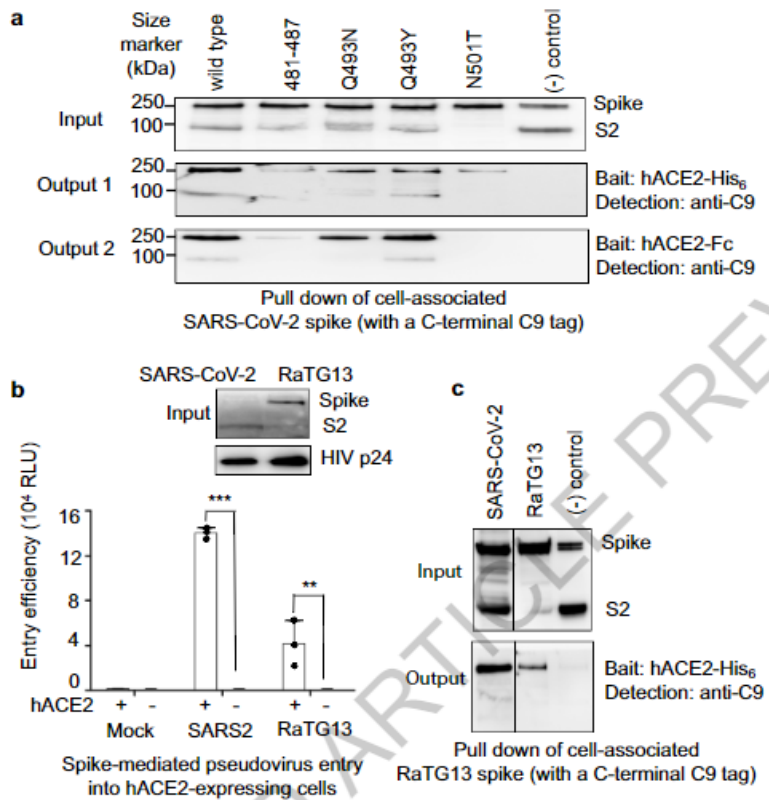 a
Size marker (kDa)
wild type
481-487
Q493N
Q493Y
N501T
(-) control
Input
250
100
Spike
S2
Output 1
250
100
Bait: hACE2-His₆
Detection: anti-C9
Output 2
250
100
Bait: hACE2-Fc
Detection: anti-C9
Pull down of cell-associated
SARS-CoV-2 spike (with a C-terminal C9 tag)
b
SARS-CoV-2 RaTG13
Input
Spike
S2
HIV p24
Entry efficiency (10⁴ RLU)
16
12
8
4
0
***
**
hACE2 + - + - + -
Mock SARS2 RaTG13
Spike-mediated pseudovirus entry
into hACE2-expressing cells
c
SARS-CoV-2
RaTG13
(-) control
Input
Spike
S2
Output
Bait: hACE2-His₆
Detection: anti-C9
Pull down of cell-associated
RaTG13 spike (with a C-terminal C9 tag)
ARTICLE PREV